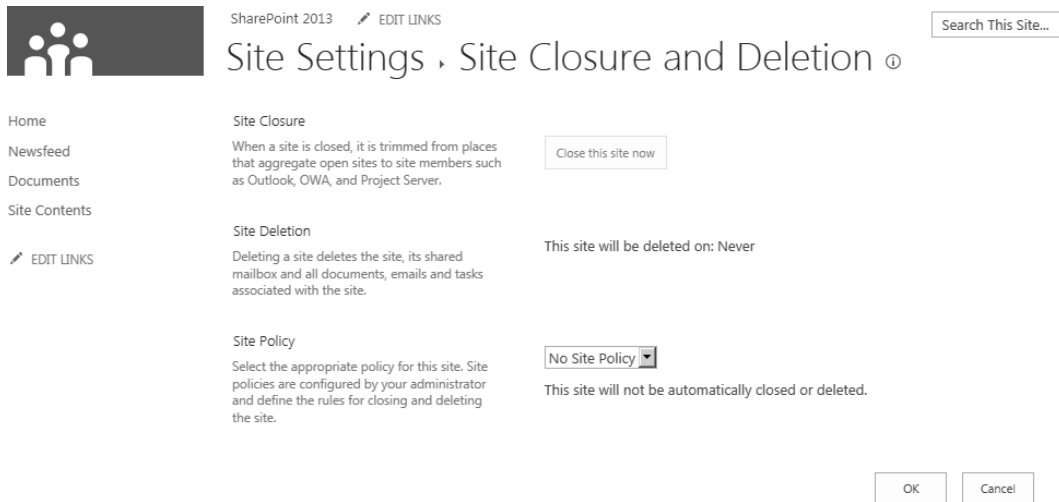 SharePoint 2013 EDIT LINKS
Search This Site...
Site Settings › Site Closure and Deletion
Home
Newsfeed
Documents
Site Contents
EDIT LINKS
Site Closure
When a site is closed, it is trimmed from places
that aggregate open sites to site members such
as Outlook, OWA, and Project Server.
Close this site now
Site Deletion
Deleting a site deletes the site, its shared
mailbox and all documents, emails and tasks
associated with the site.
This site will be deleted on: Never
Site Policy
Select the appropriate policy for this site. Site
policies are configured by your administrator
and define the rules for closing and deleting
the site.
No Site Policy
This site will not be automatically closed or deleted.
OK Cancel